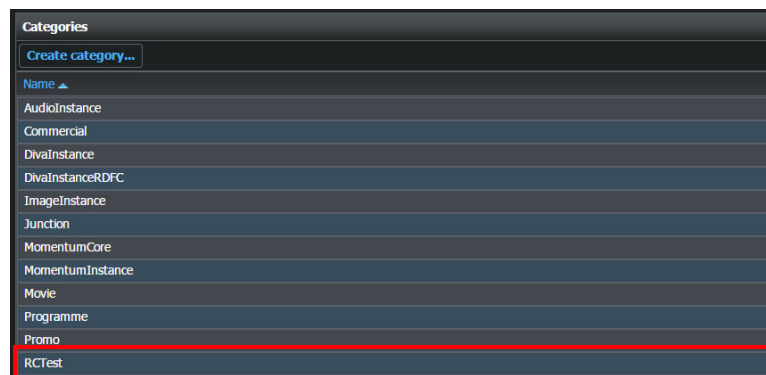 Categories
Create category...
Name
AudioInstance
Commercial
DivaInstance
DivaInstanceRDFC
ImageInstance
Junction
MomentumCore
MomentumInstance
Movie
Programme
Promo
RCTest